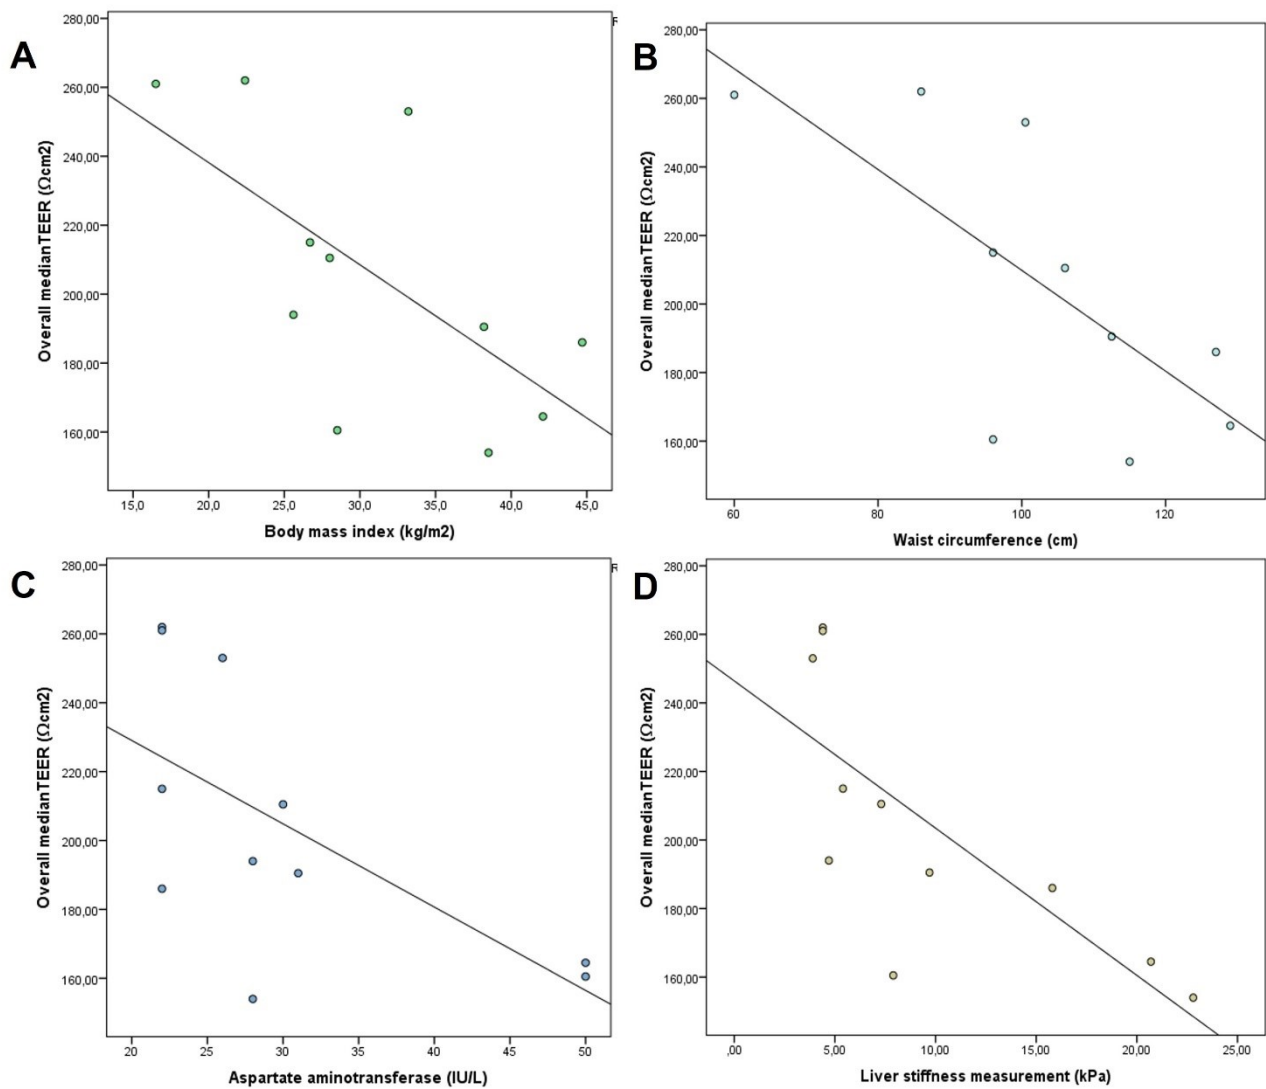 A
280,00
260,00
240,00
220,00
200,00
180,00
160,00
Overall medianTEER (Ωcm2)
15,0 20,0 25,0 30,0 35,0 40,0 45,0
Body mass index (kg/m2)
B
280,00
260,00
240,00
220,00
200,00
180,00
160,00
Overall medianTEER (Ωcm2)
60 80 100 120
Waist circumference (cm)
C
280,00
260,00
240,00
220,00
200,00
180,00
160,00
Overall medianTEER (Ωcm2)
20 25 30 35 40 45 50
Aspartate aminotransferase (IU/L)
D
280,00
260,00
240,00
220,00
200,00
180,00
160,00
Overall medianTEER (Ωcm2)
,00 5,00 10,00 15,00 20,00 25,00
Liver stiffness measurement (kPa)